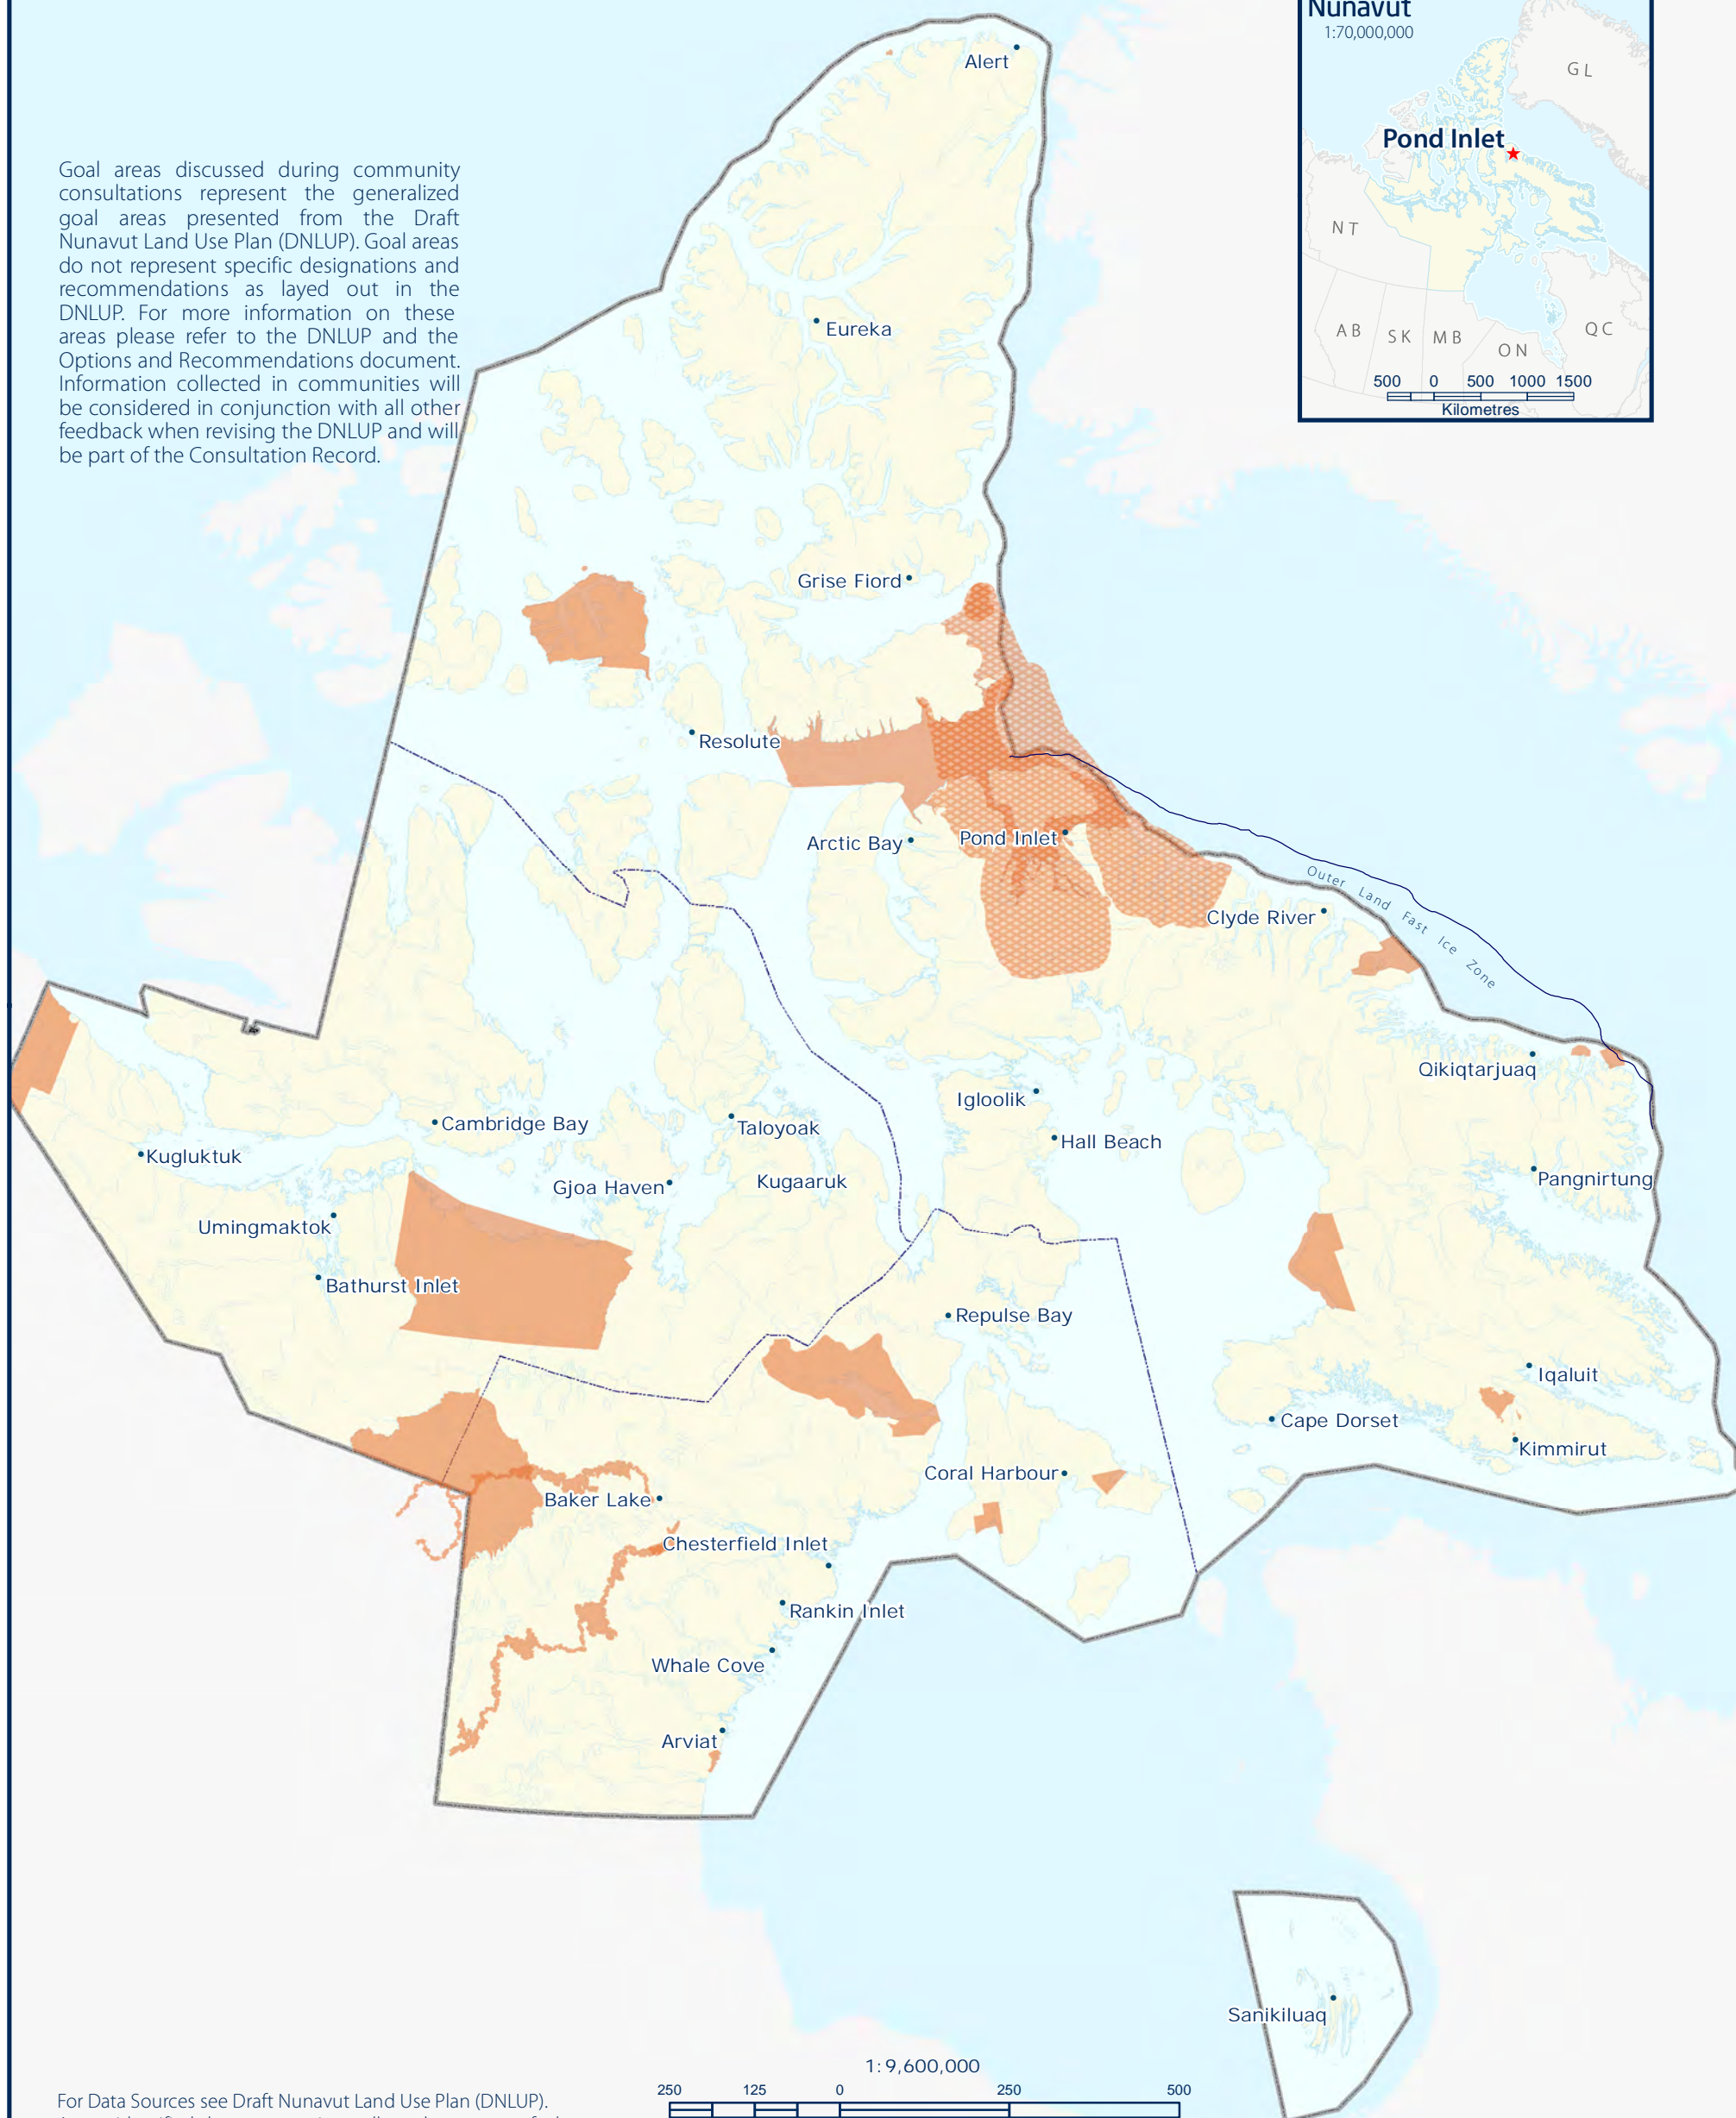 Nunavut
1:70,000,000
GL
Pond Inlet
NT
AB
SK
MB
ON
QC
500 0 500 1000 1500
Kilometres
Goal areas discussed during community
consultations represent the generalized
goal areas presented from the Draft
Nunavut Land Use Plan (DNLUP). Goal areas
do not represent specific designations and
recommendations as layed out in the
DNLUP. For more information on these
areas please refer to the DNLUP and the
Options and Recommendations document.
Information collected in communities will
be considered in conjunction with all other
feedback when revising the DNLUP and will
be part of the Consultation Record.
Alert
Eureka
Grise Fiord
Resolute
Arctic Bay
Pond Inlet
Clyde River
Outer Land Fast Ice Zone
Qikiqtarjuaq
Igloolik
Cambridge Bay
Taloyoak
Hall Beach
Kugluktuk
Gjoa Haven
Kugaaruk
Pangnirtung
Umingmaktok
Bathurst Inlet
Repulse Bay
Iqaluit
Cape Dorset
Kimmirut
Coral Harbour
Baker Lake
Chesterfield Inlet
Rankin Inlet
Whale Cove
Arviat
Sanikiluaq
1:9,600,000
250 125 0 250 500
For Data Sources see Draft Nunavut Land Use Plan (DNLUP).